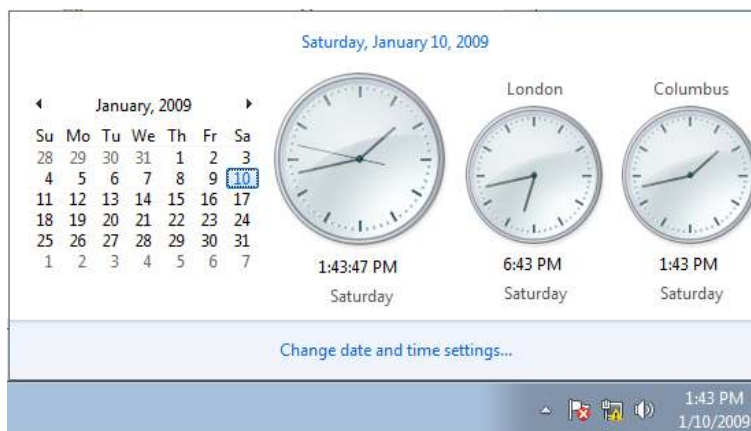 Saturday, January 10, 2009
January, 2009
Su Mo Tu We Th Fr Sa
28 29 30 31 1 2 3
4 5 6 7 8 9 10
11 12 13 14 15 16 17
18 19 20 21 22 23 24
25 26 27 28 29 30 31
1 2 3 4 5 6 7
1:43:47 PM
Saturday
London
6:43 PM
Saturday
Columbus
1:43 PM
Saturday
Change date and time settings...
1:43 PM
1/10/2009